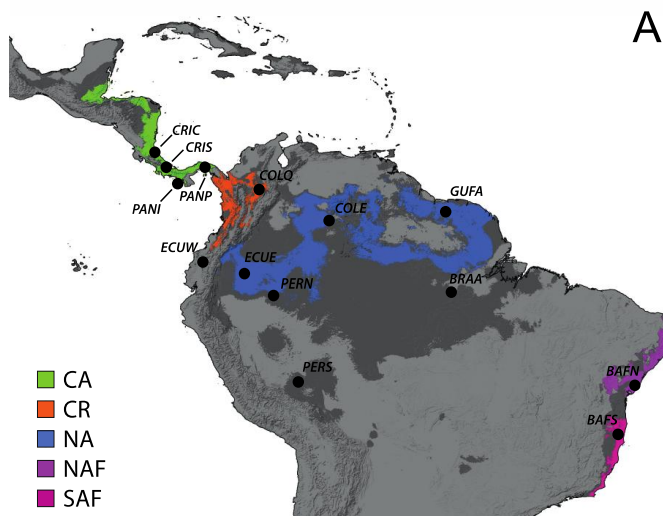 A
CRIC
CRIS
PANI
PANP
COLQ
COLE
GUFA
ECUW
ECUE
PERN
BRAA
PERS
BAFN
BAFS
CA
CR
NA
NAF
SAF